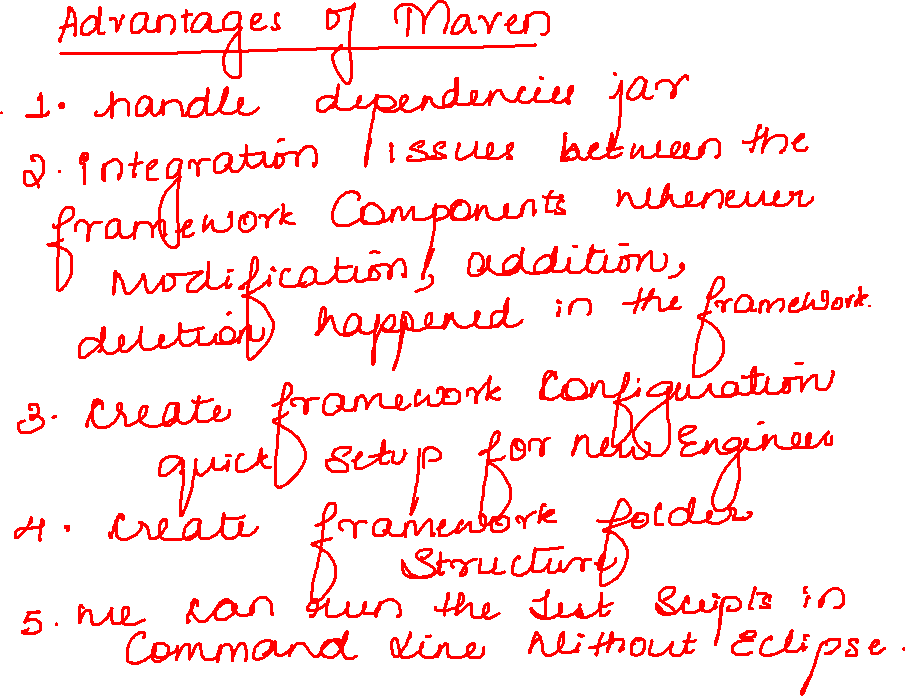 Advantages of Maven
1. handle dependencies jar
2. integration issues between the
framework Components whenever
modification, addition,
deletion happened in the framework.
3. create framework configuration
quick setup for new Engineer
4. create framework folder
Structure
5. we can run the Test Scripts in
Command Line Without Eclipse.